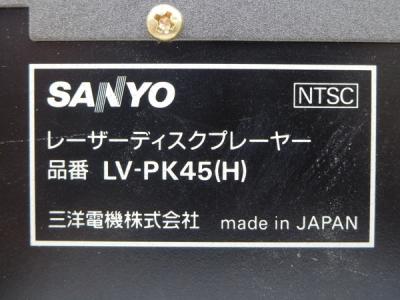 SANYO NTSC
レーザーディスクプレーヤー
品番 LV-PK45(H)
三洋電機株式会社 made in JAPAN